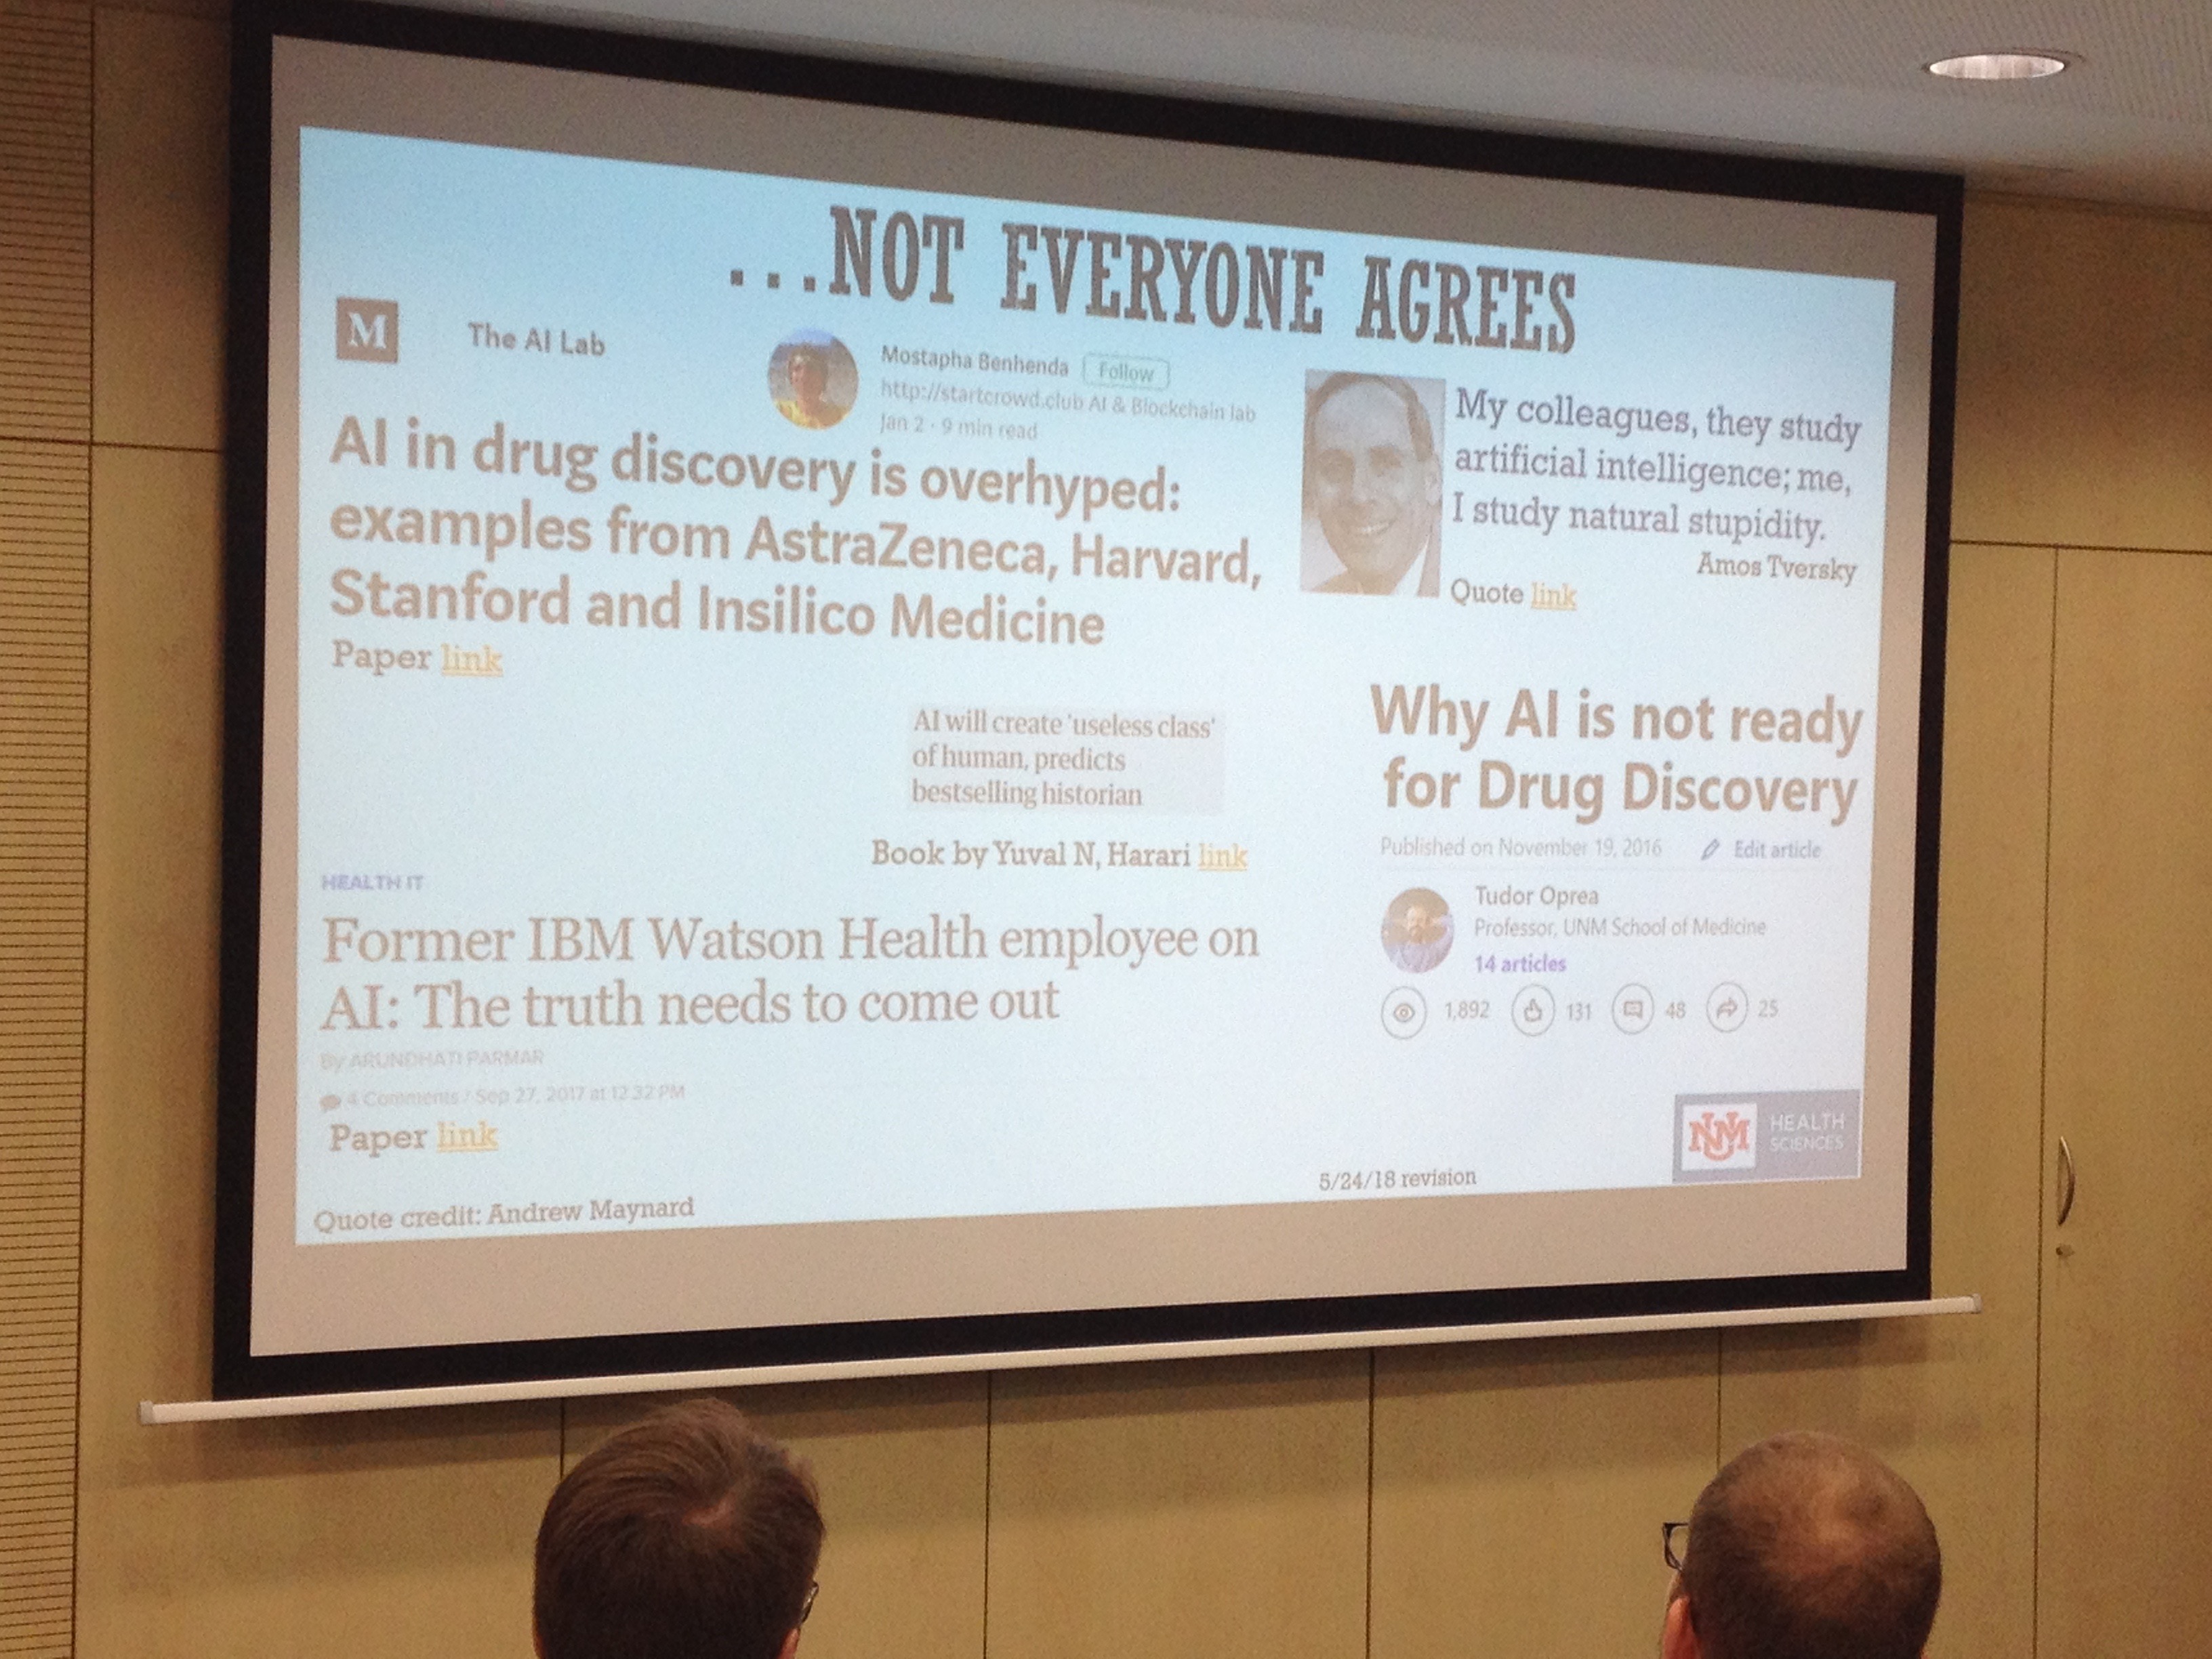 ...NOT EVERYONE AGREES
M
The AI Lab
Mostapha Benhenda Follow
http://startcrowd.club AI & Blockchain lab
Jan 2 · 9 min read
AI in drug discovery is overhyped:
examples from AstraZeneca, Harvard,
Stanford and Insilico Medicine
Paper link
My colleagues, they study
artificial intelligence; me,
I study natural stupidity.
Amos Tversky
Quote link
AI will create 'useless class'
of human, predicts
bestselling historian
Book by Yuval N, Harari link
Why AI is not ready
for Drug Discovery
Published on November 19, 2016 Edit article
Tudor Oprea
Professor, UNM School of Medicine
14 articles
1,892 131 48 25
HEALTH IT
Former IBM Watson Health employee on
AI: The truth needs to come out
By ARUNDHATI PARMAR
4 Comments / Sep 27, 2017 at 12:32 PM
Paper link
Quote credit: Andrew Maynard
5/24/18 revision
UNM
HEALTH
SCIENCES